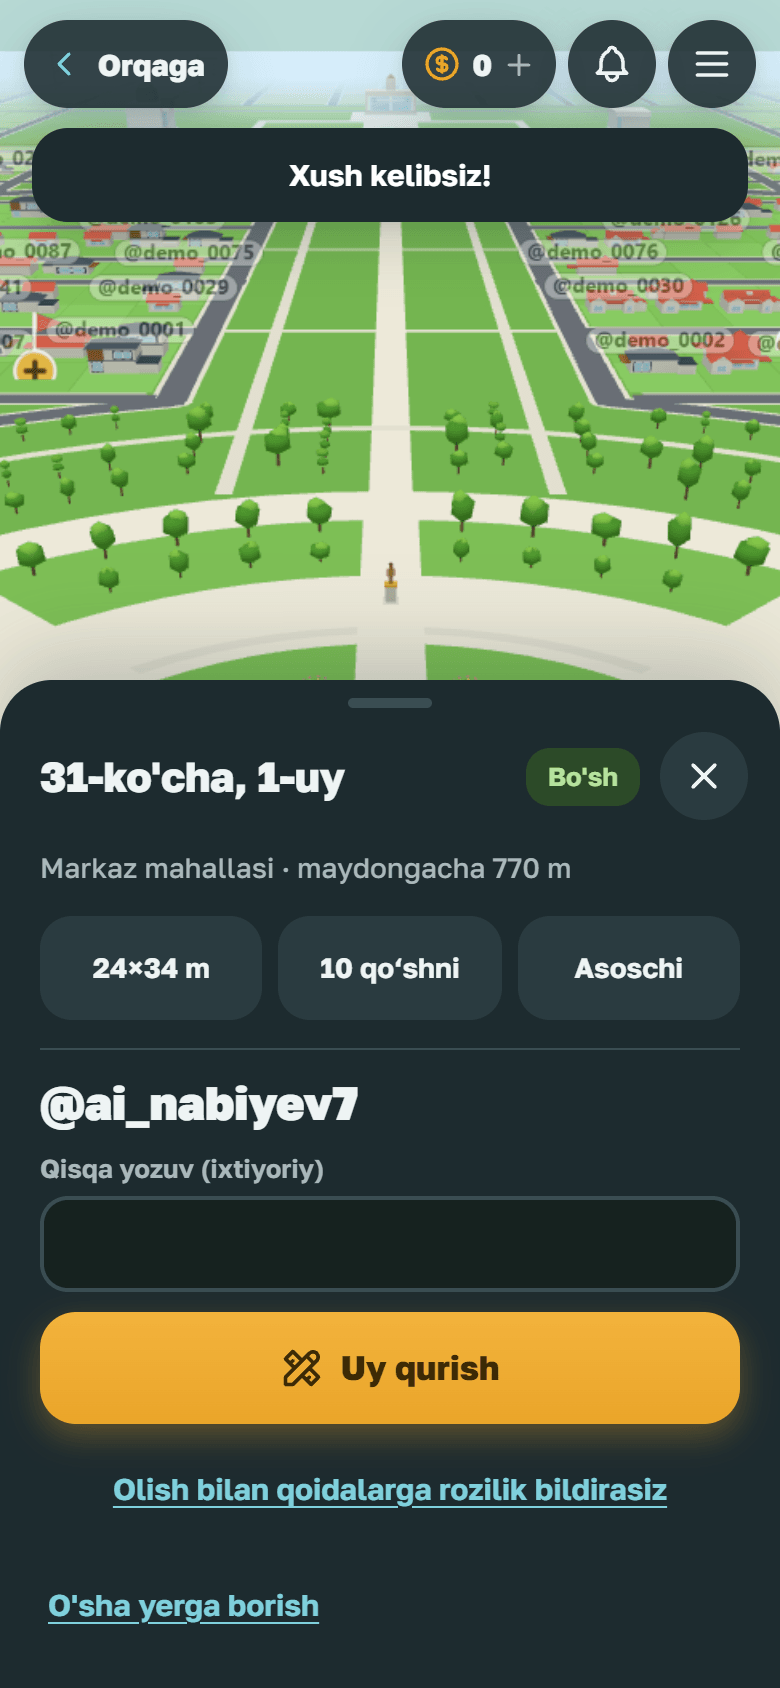 Orqaga
0
Xush kelibsiz!
@demo_0075
@demo_0076
@demo_0029
@demo_0030
@demo_0001
@demo_0002
31-ko'cha, 1-uy
Bo'sh
Markaz mahallasi · maydongacha 770 m
24×34 m
10 qo‘shni
Asoschi
@ai_nabiyev7
Qisqa yozuv (ixtiyoriy)
Uy qurish
Olish bilan qoidalarga rozilik bildirasiz
O'sha yerga borish